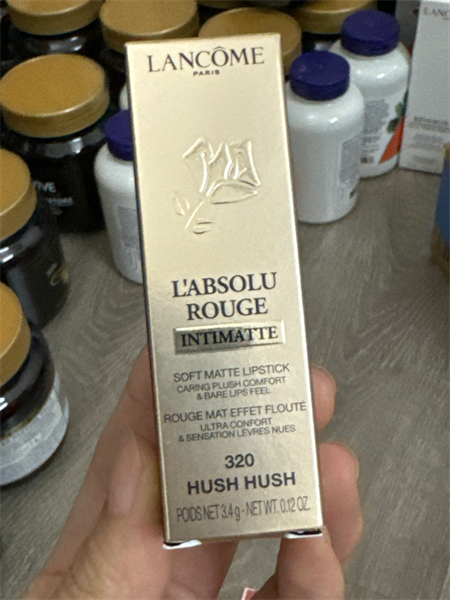 LANCÔME
PARIS
L'ABSOLU
ROUGE
INTIMATTE
SOFT MATTE LIPSTICK
CARING PLUSH COMFORT
& BARE LIPS FEEL
ROUGE MAT EFFET FLOUTÉ
ULTRA CONFORT
& SENSATION LÈVRES NUES
320
HUSH HUSH
POIDS NET 3.4 g - NET WT. 0.12 OZ.